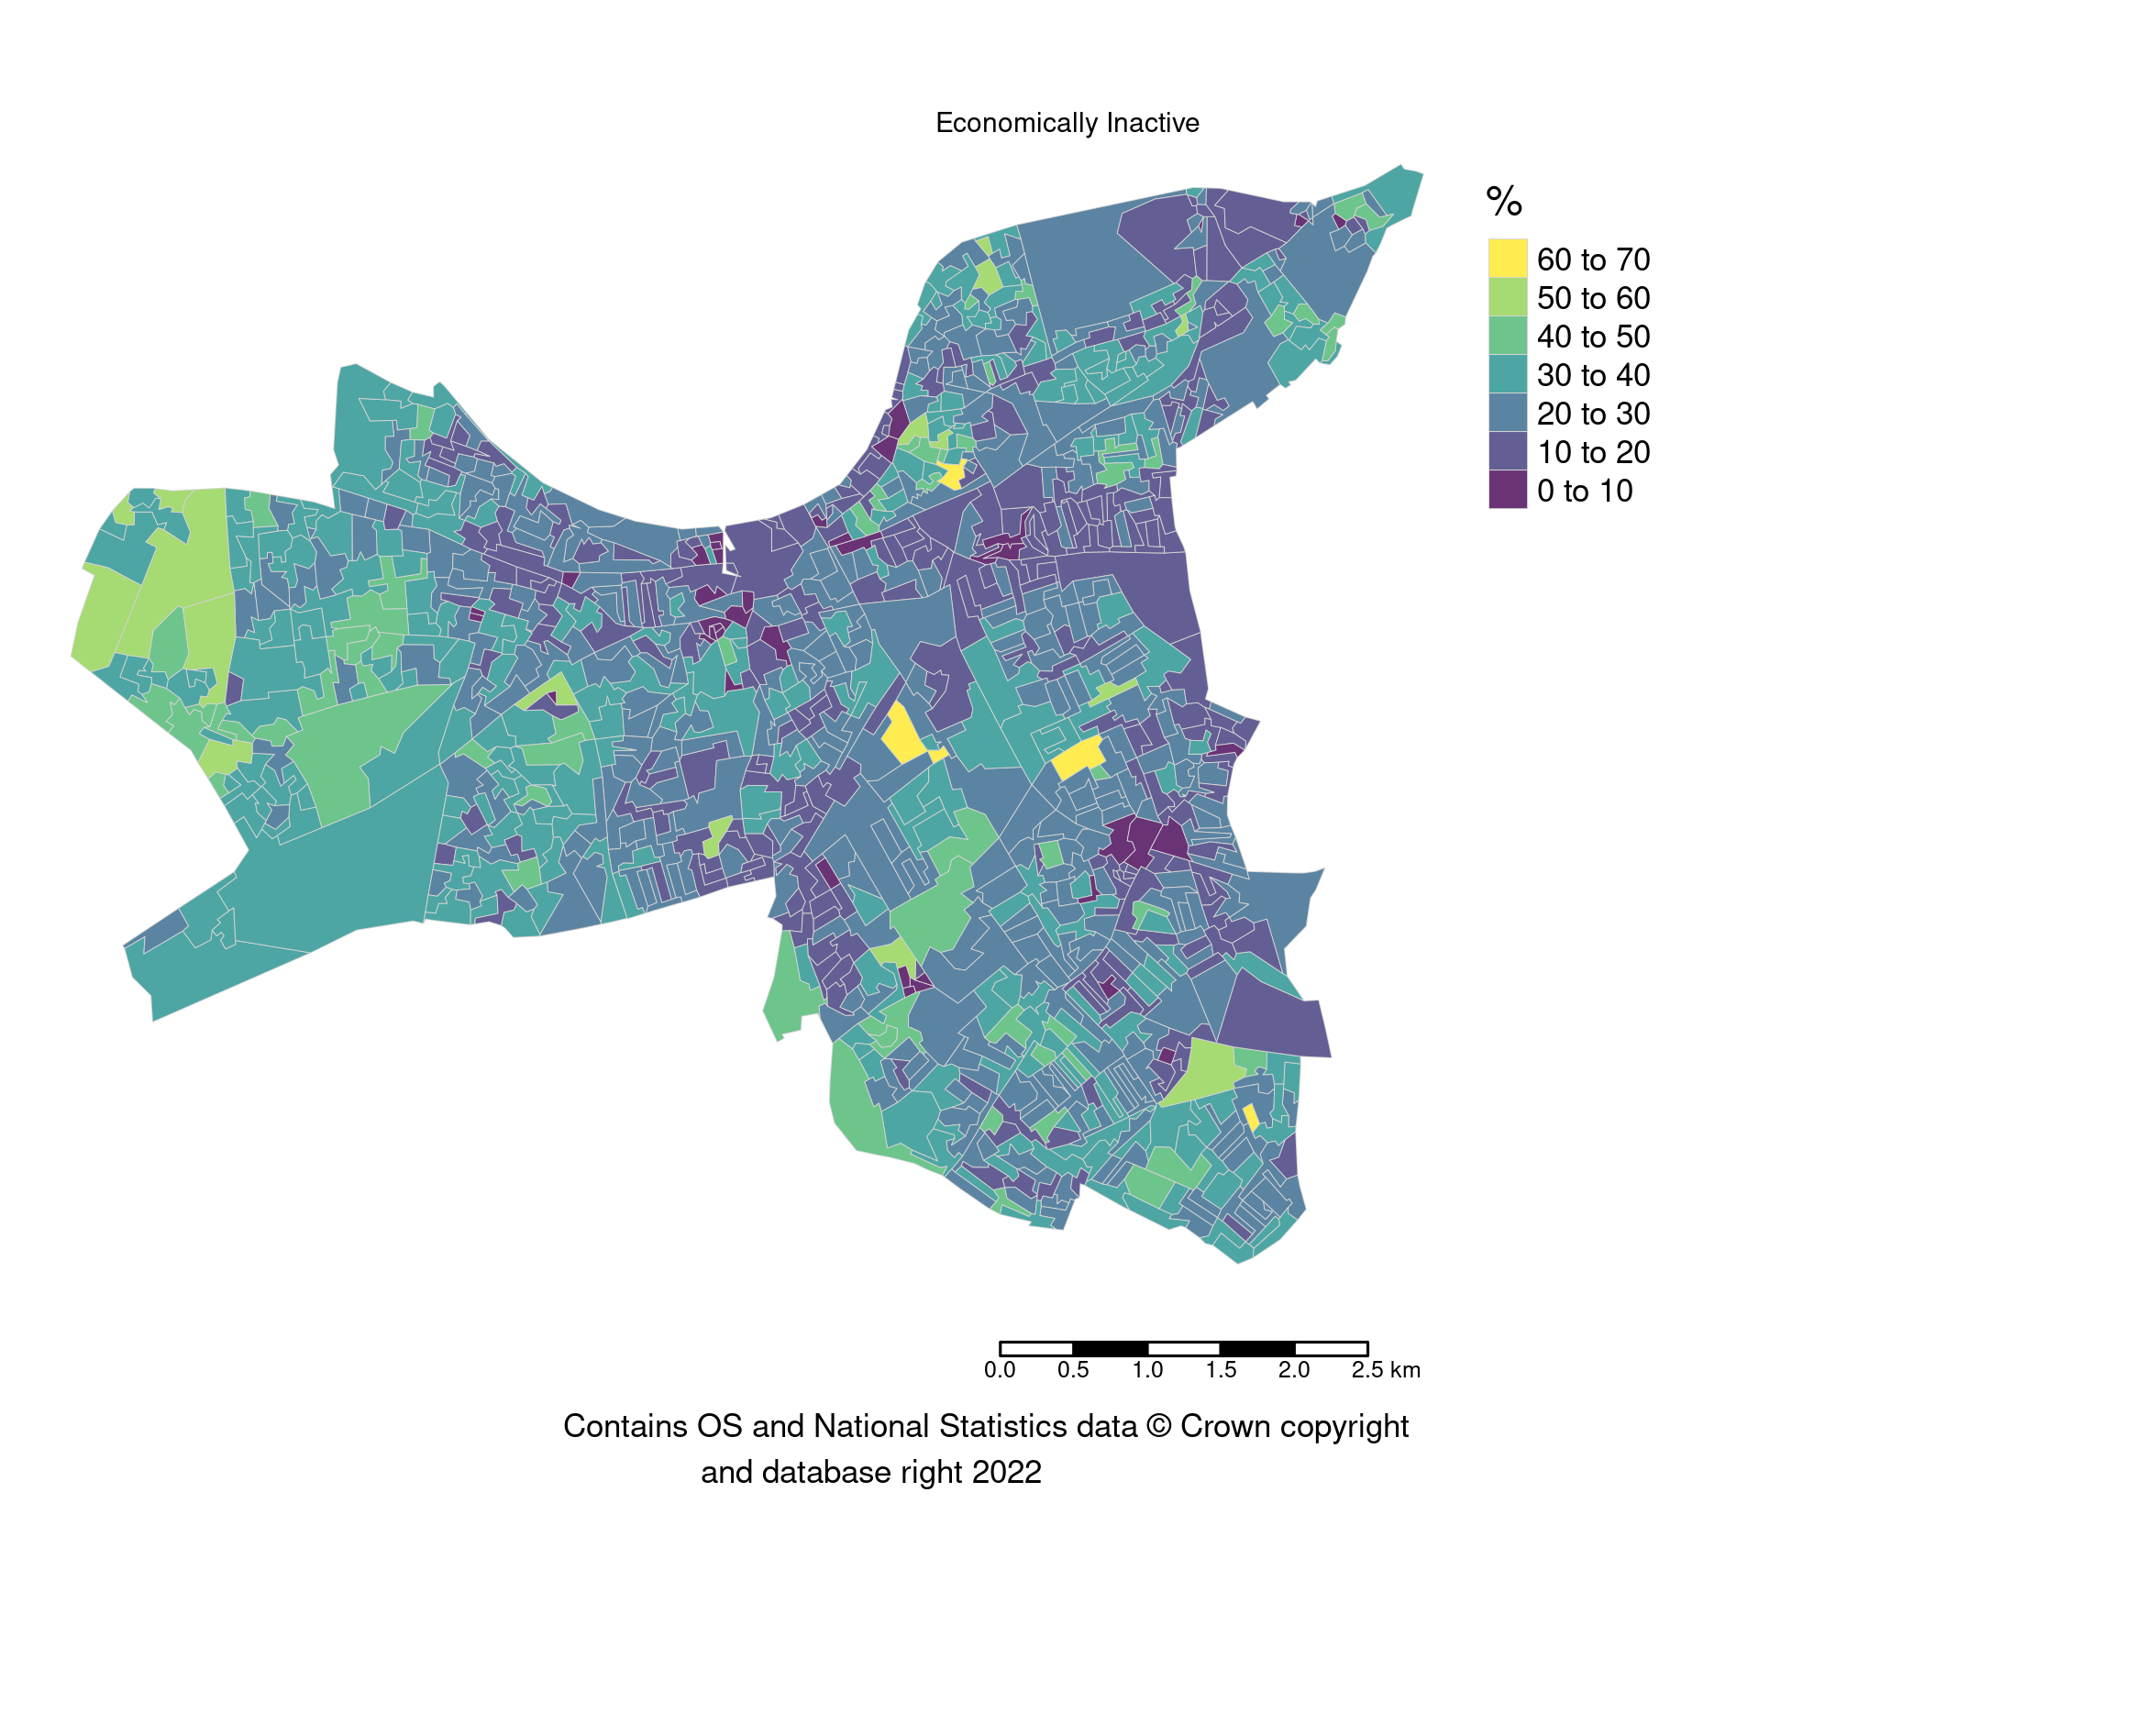 Economically Inactive
%
60 to 70
50 to 60
40 to 50
30 to 40
20 to 30
10 to 20
0 to 10
0.0 0.5 1.0 1.5 2.0 2.5 km
Contains OS and National Statistics data © Crown copyright
and database right 2022